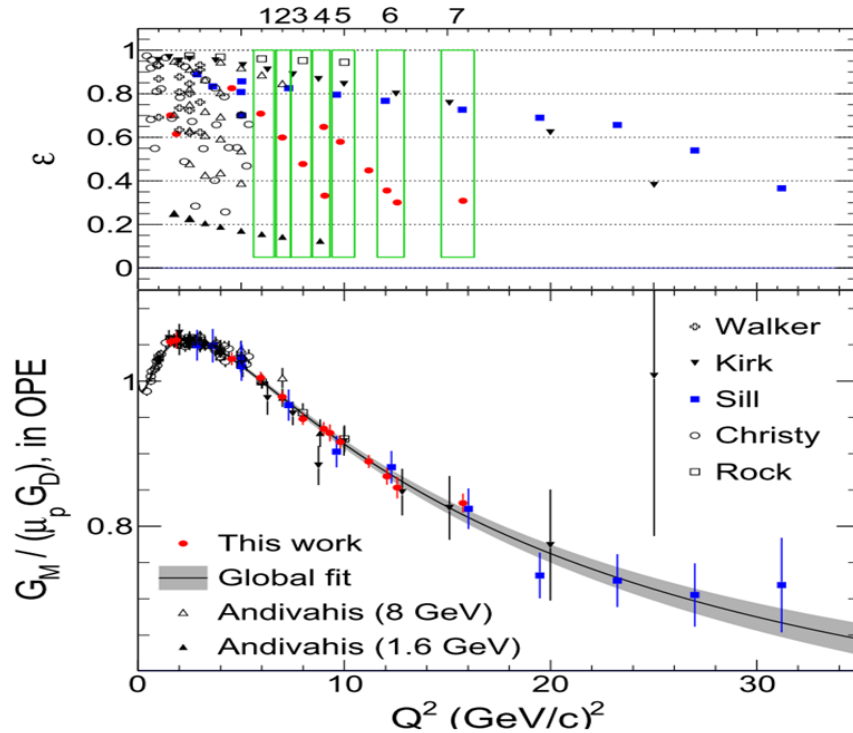 1 2 3 4 5 6 7
1
0.8
0.6
0.4
0.2
0
ε
Walker
Kirk
Sill
Christy
Rock
1
0.8
G_M / (μ_p G_D), in OPE
This work
Global fit
Andivahis (8 GeV)
Andivahis (1.6 GeV)
0 10 20 30
Q² (GeV/c)²